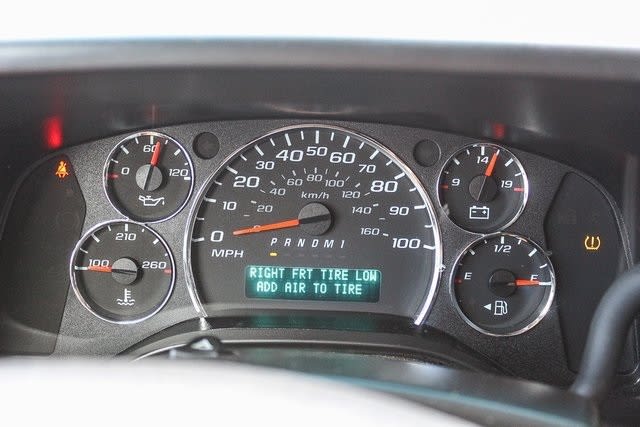 60
0 120
210
100 260
0 10 20 30 40 50 60 70 80 90 100
20 40 60 80 100 120 140 160
km/h
MPH
PRNDM1
RIGHT FRT TIRE LOW
ADD AIR TO TIRE
14
9 19
1/2
E E